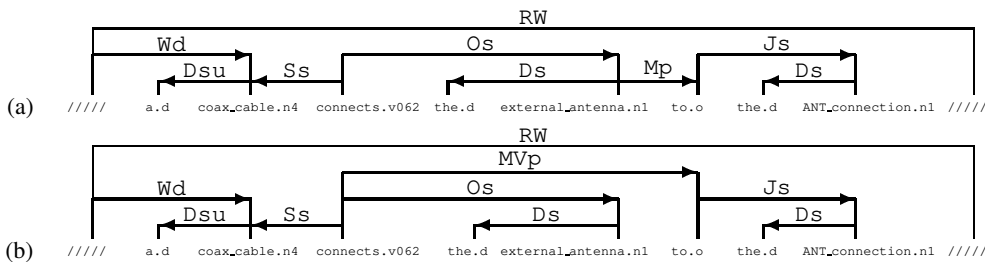 RW
Wd Os Js
Dsu Ss Ds Mp Ds
(a) ///// a.d coax_cable.n4 connects.v062 the.d external_antenna.n1 to.o the.d ANT_connection.n1 /////
RW
MVp
Wd Os Js
Dsu Ss Ds Ds
(b) ///// a.d coax_cable.n4 connects.v062 the.d external_antenna.n1 to.o the.d ANT_connection.n1 /////